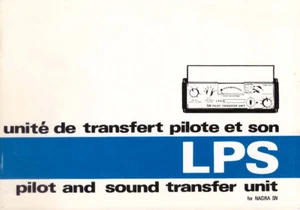 unité de transfert pilote et son
LPS
pilot and sound transfer unit
for NAGRA SN